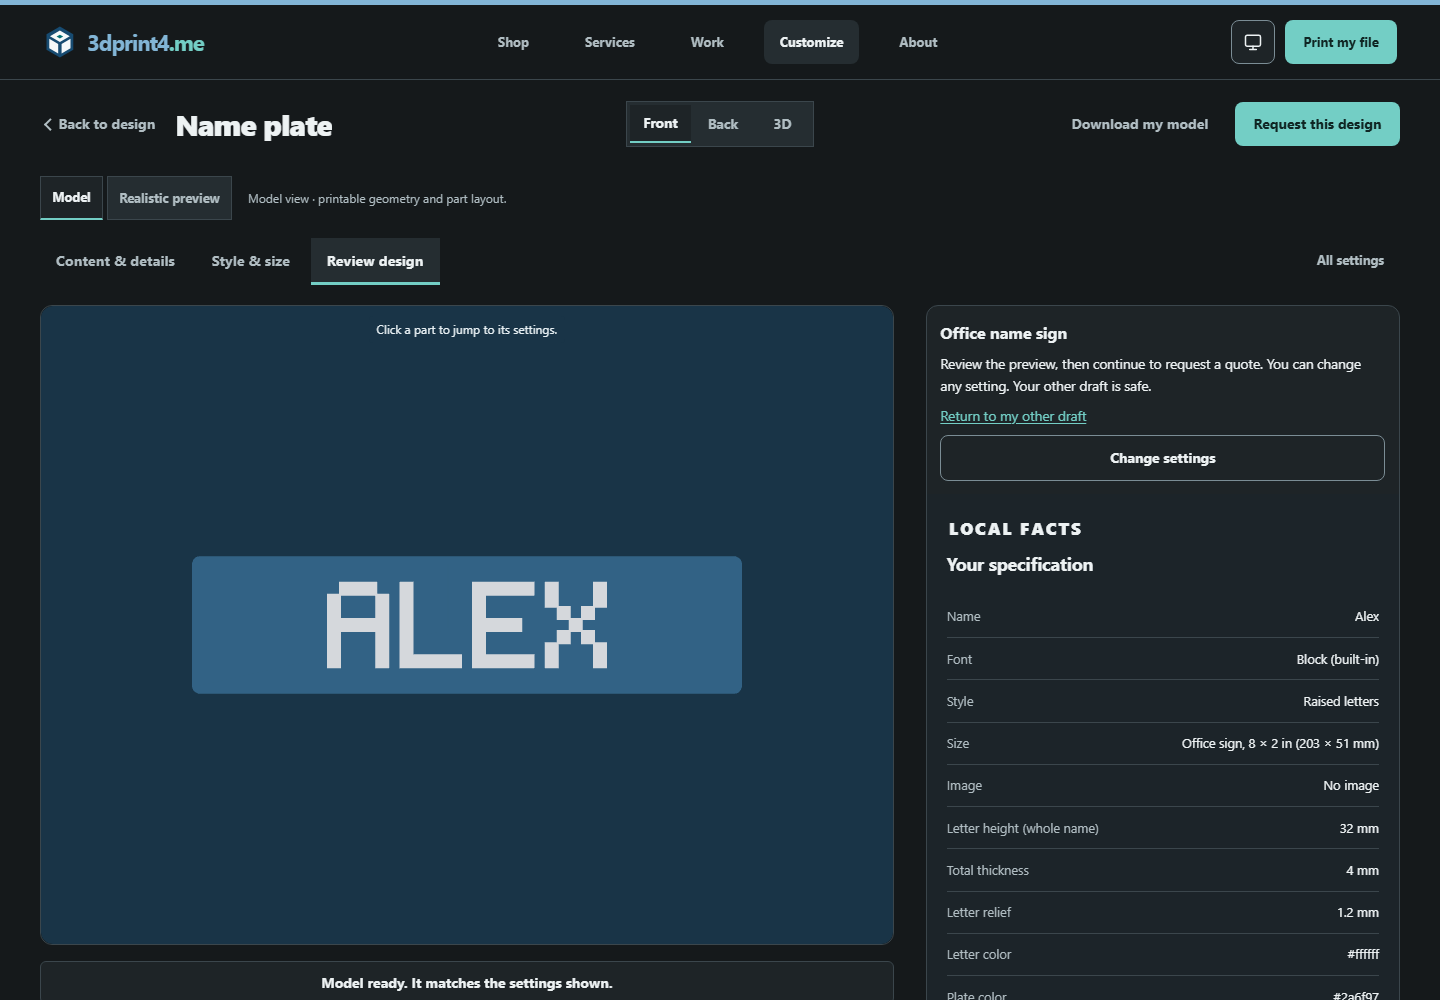 3dprint4.me
Shop
Services
Work
Customize
About
Print my file
Back to design
Name plate
Front
Back
3D
Download my model
Request this design
Model
Realistic preview
Model view · printable geometry and part layout.
Content & details
Style & size
Review design
All settings
Click a part to jump to its settings.
ALEX
Model ready. It matches the settings shown.
Office name sign
Review the preview, then continue to request a quote. You can change
any setting. Your other draft is safe.
Return to my other draft
Change settings
LOCAL FACTS
Your specification
Name Alex
Font Block (built-in)
Style Raised letters
Size Office sign, 8 × 2 in (203 × 51 mm)
Image No image
Letter height (whole name) 32 mm
Total thickness 4 mm
Letter relief 1.2 mm
Letter color #ffffff
Plate color #2a6f97